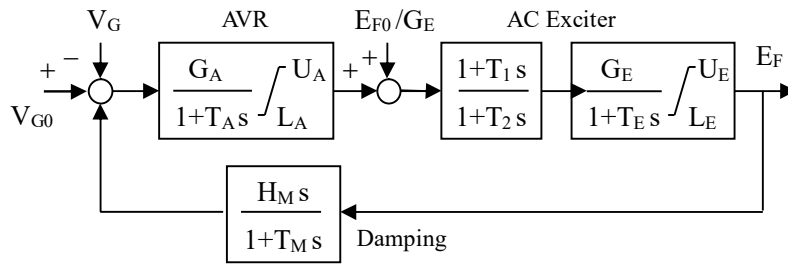 V_G AVR E_F0/G_E AC Exciter
+ − + +
V_G0
G_A
1+T_A s
U_A
L_A
1+T_1 s
1+T_2 s
G_E
1+T_E s
U_E
L_E
E_F
H_M s
1+T_M s
Damping